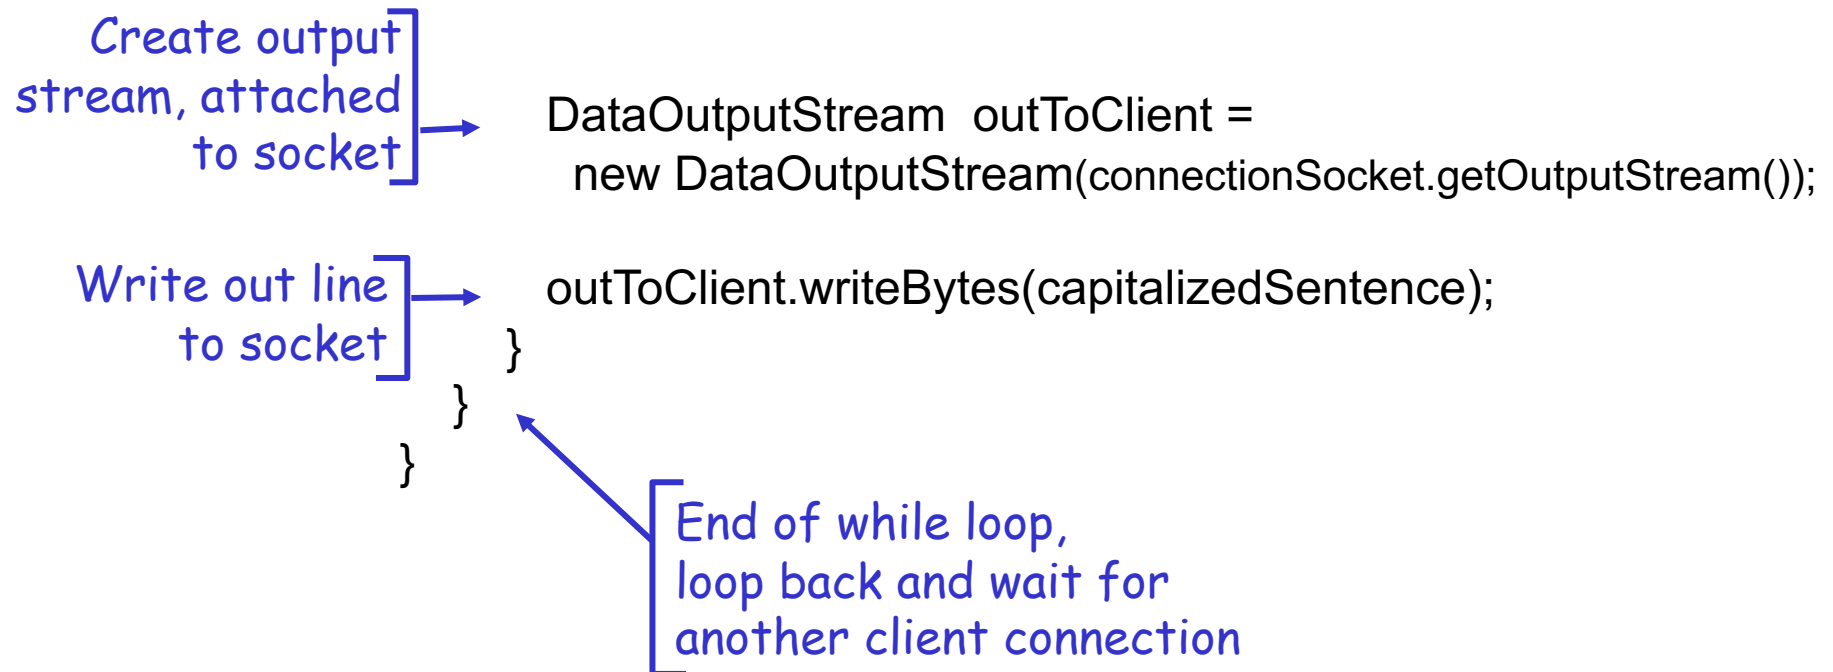 Create output
stream, attached
to socket
DataOutputStream outToClient =
new DataOutputStream(connectionSocket.getOutputStream());
Write out line
to socket
outToClient.writeBytes(capitalizedSentence);
}
}
}
End of while loop,
loop back and wait for
another client connection